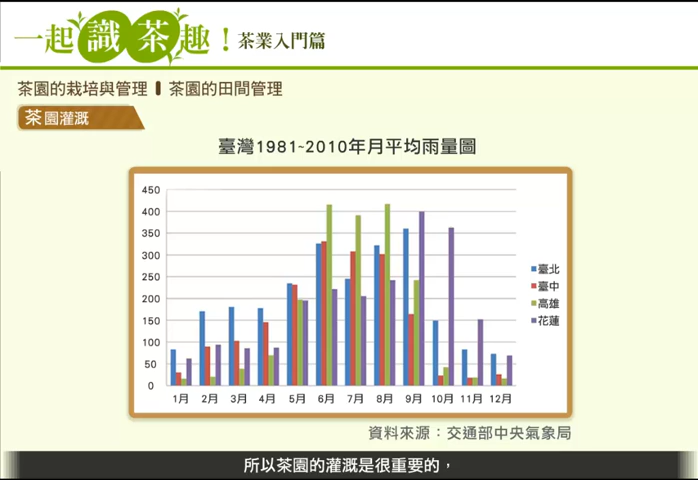 一起識茶趣！茶業入門篇
茶園的栽培與管理 ▮ 茶園的田間管理
茶園灌溉
臺灣1981~2010年月平均雨量圖
450
400
350
300
250
200
150
100
50
0
1月 2月 3月 4月 5月 6月 7月 8月 9月 10月 11月 12月
臺北
臺中
高雄
花蓮
資料來源：交通部中央氣象局
所以茶園的灌溉是很重要的，